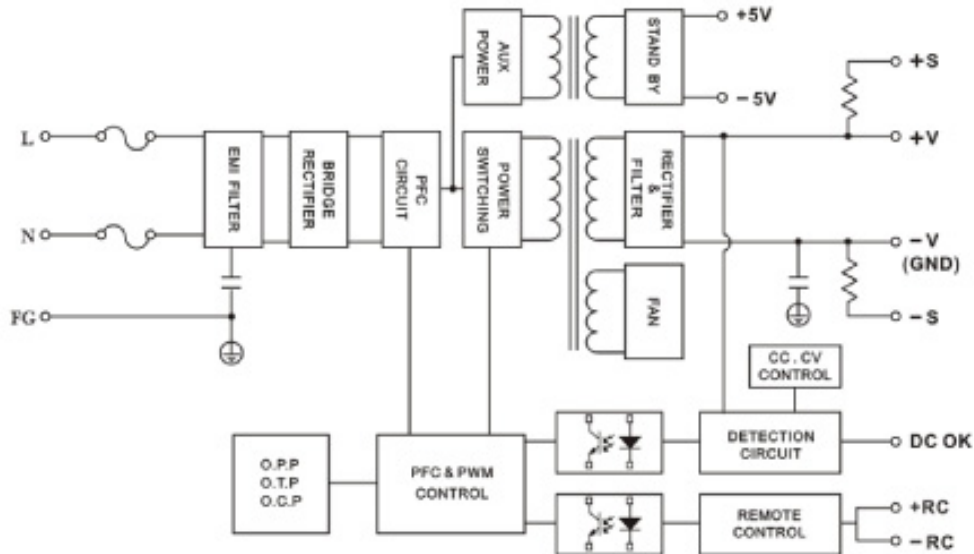 +5V
AUX
POWER
STAND BY
-5V
+S
L
EMI FILTER
BRIDGE
RECTIFIER
PFC
CIRCUIT
POWER
SWITCHING
RECTIFIER
&
FILTER
+V
N
-V
(GND)
FG
FAN
-S
CC . CV
CONTROL
O.P.P
O.T.P
O.C.P
PFC & PWM
CONTROL
DETECTION
CIRCUIT
DC OK
REMOTE
CONTROL
+RC
-RC